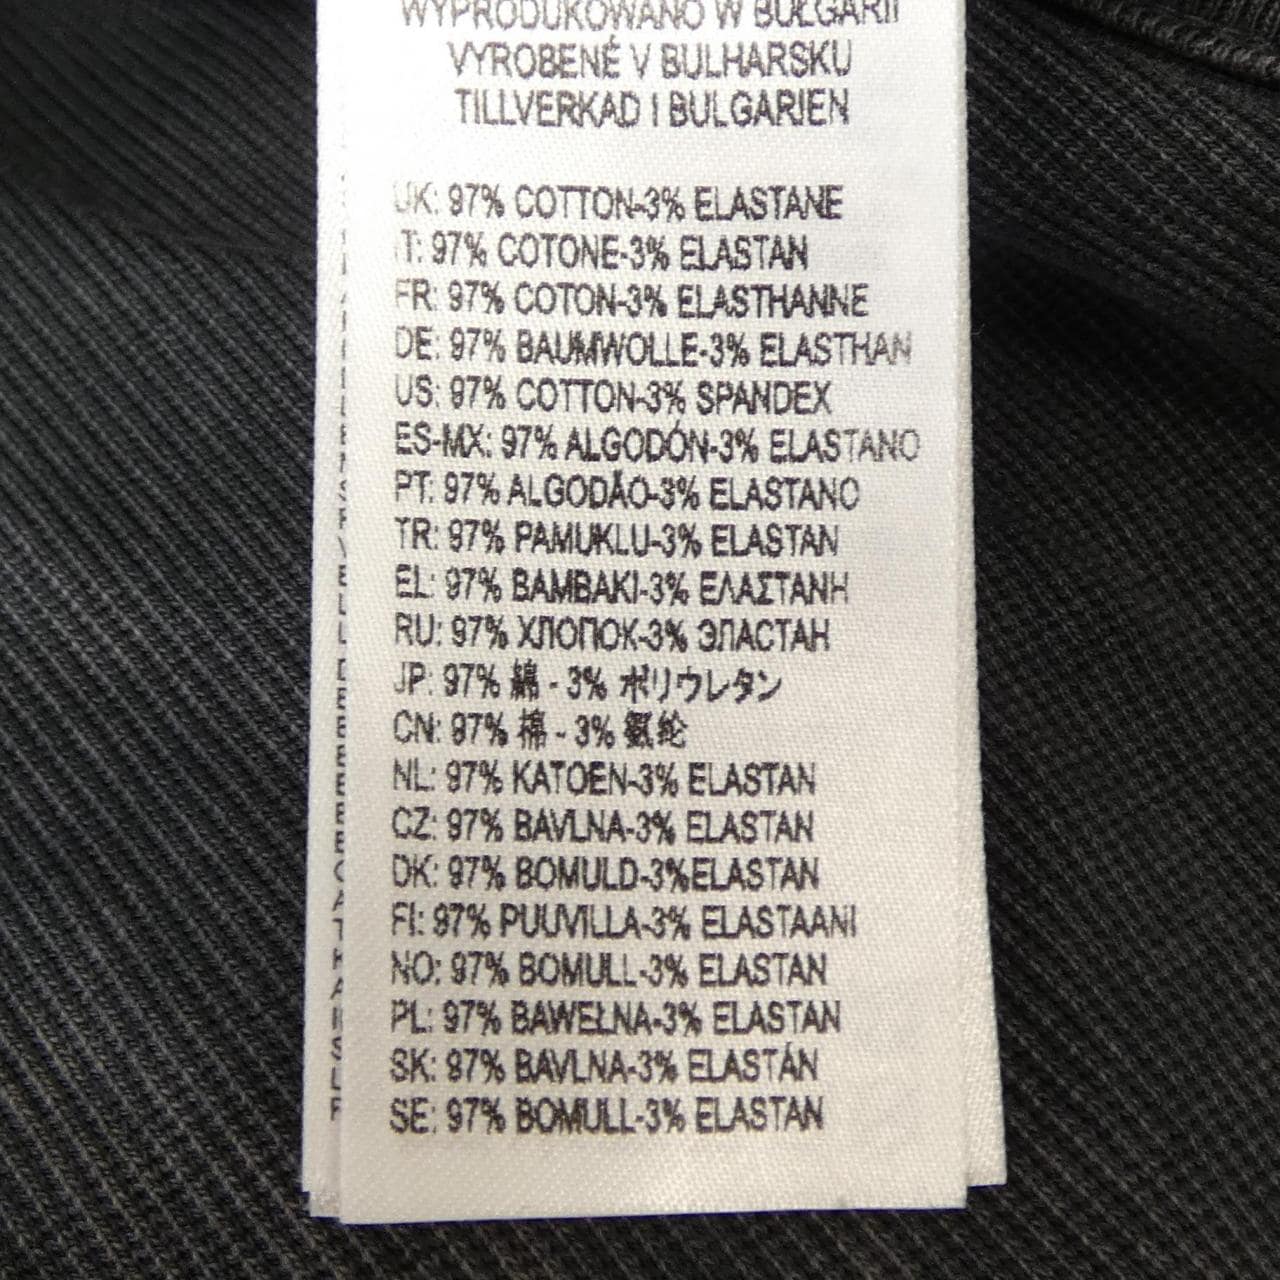 WYPRODUKOWANO W BUŁGARII
VYROBENÉ V BULHARSKU
TILLVERKAD I BULGARIEN
UK: 97% COTTON-3% ELASTANE
IT: 97% COTONE-3% ELASTAN
FR: 97% COTON-3% ELASTHANNE
DE: 97% BAUMWOLLE-3% ELASTHAN
US: 97% COTTON-3% SPANDEX
ES-MX: 97% ALGODÓN-3% ELASTANO
PT: 97% ALGODÃO-3% ELASTANO
TR: 97% PAMUKLU-3% ELASTAN
EL: 97% BAMBAKI-3% ΕΛΑΣΤΑΝΗ
RU: 97% ХЛОПОК-3% ЭЛАСТАН
JP: 97% 綿 - 3% ポリウレタン
CN: 97% 棉 - 3% 氨纶
NL: 97% KATOEN-3% ELASTAN
CZ: 97% BAVLNA-3% ELASTAN
DK: 97% BOMULD-3%ELASTAN
FI: 97% PUUVILLA-3% ELASTAANI
NO: 97% BOMULL-3% ELASTAN
PL: 97% BAWEŁNA-3% ELASTAN
SK: 97% BAVLNA-3% ELASTÁN
SE: 97% BOMULL-3% ELASTAN